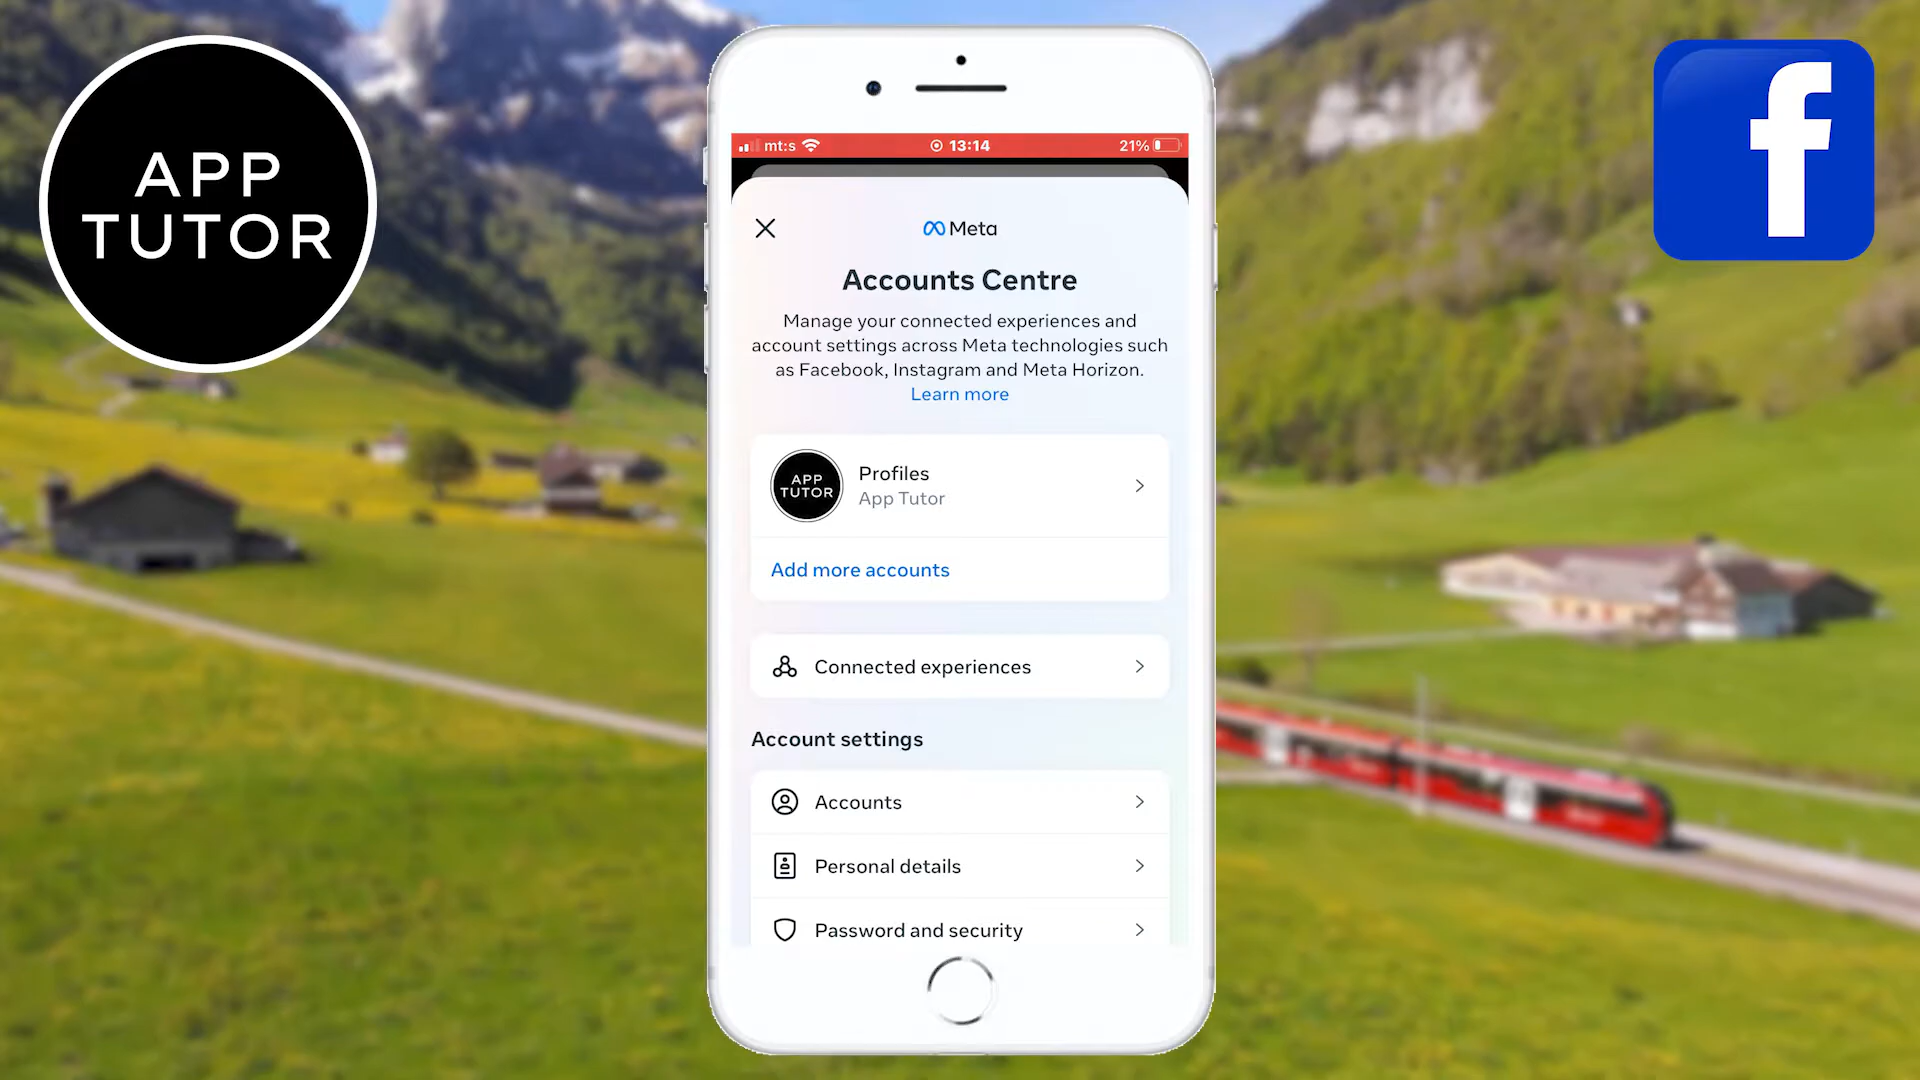 APP
TUTOR
f
mt:s 13:14 21%
Meta
Accounts Centre
Manage your connected experiences and
account settings across Meta technologies such
as Facebook, Instagram and Meta Horizon.
Learn more
APP
TUTOR
Profiles
App Tutor
Add more accounts
Connected experiences
Account settings
Accounts
Personal details
Password and security